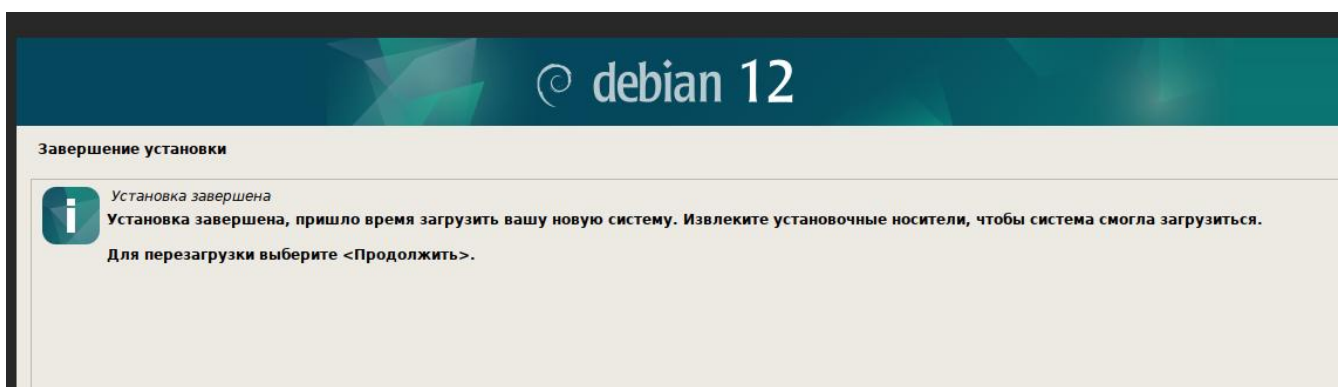 debian 12
Завершение установки
i
Установка завершена
Установка завершена, пришло время загрузить вашу новую систему. Извлеките установочные носители, чтобы система смогла загрузиться.
Для перезагрузки выберите <Продолжить>.